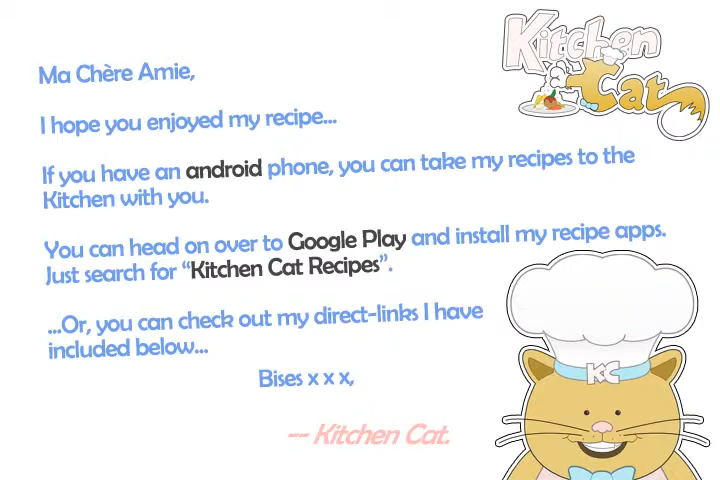 Kitchen
Cat
Ma Chère Amie,
I hope you enjoyed my recipe...
If you have an android phone, you can take my recipes to the
Kitchen with you.
You can head on over to Google Play and install my recipe apps.
Just search for “Kitchen Cat Recipes”.
...Or, you can check out my direct-links I have
included below...
Bises x x x,
-- Kitchen Cat.
KC